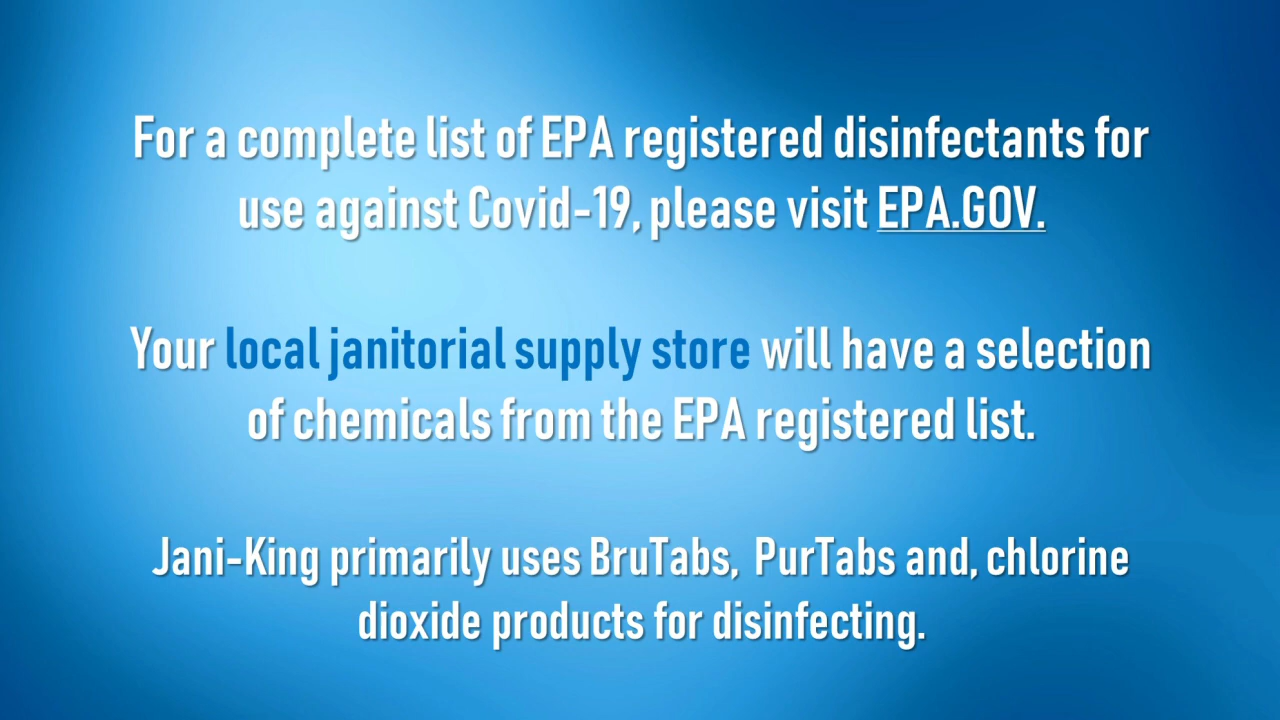 For a complete list of EPA registered disinfectants for
use against Covid-19, please visit EPA.GOV.
Your local janitorial supply store will have a selection
of chemicals from the EPA registered list.
Jani-King primarily uses BruTabs, PurTabs and, chlorine
dioxide products for disinfecting.